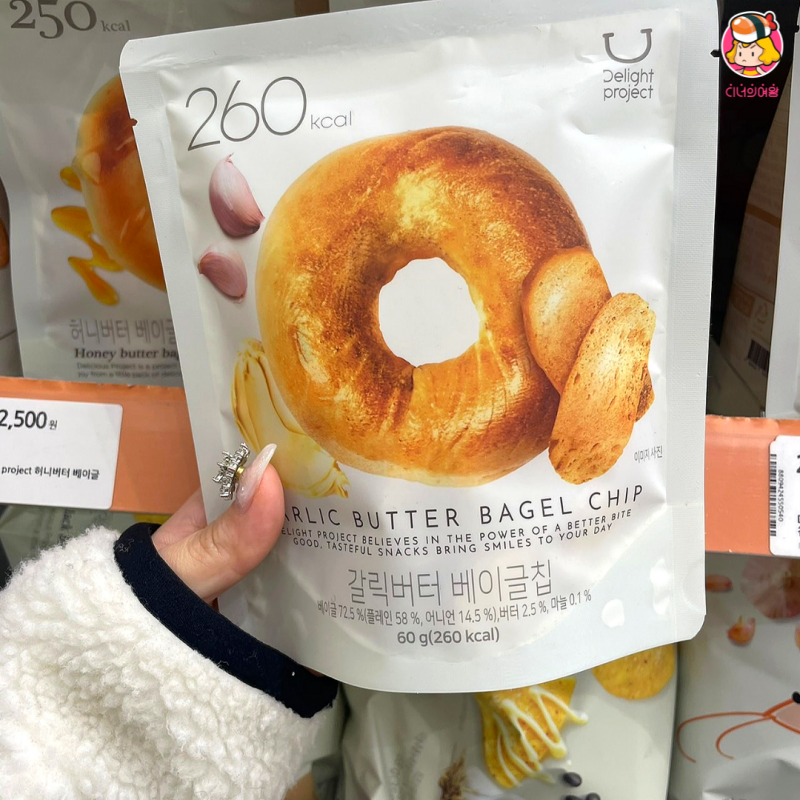 250 kcal
260 kcal
Delight
project
디너의여왕
허니버터 베이글
Honey butter
2,500원
project 허니버터 베이글
이미지 사진
ARLIC BUTTER BAGEL CHIP
ELIGHT PROJECT BELIEVES IN THE POWER OF A BETTER BITE
GOOD, TASTEFUL SNACKS BRING SMILES TO YOUR DAY
갈릭버터 베이글칩
베이글 72.5 %(플레인 58 %, 어니언 14.5 %),버터 2.5 %, 마늘 0.1 %
60 g(260 kcal)